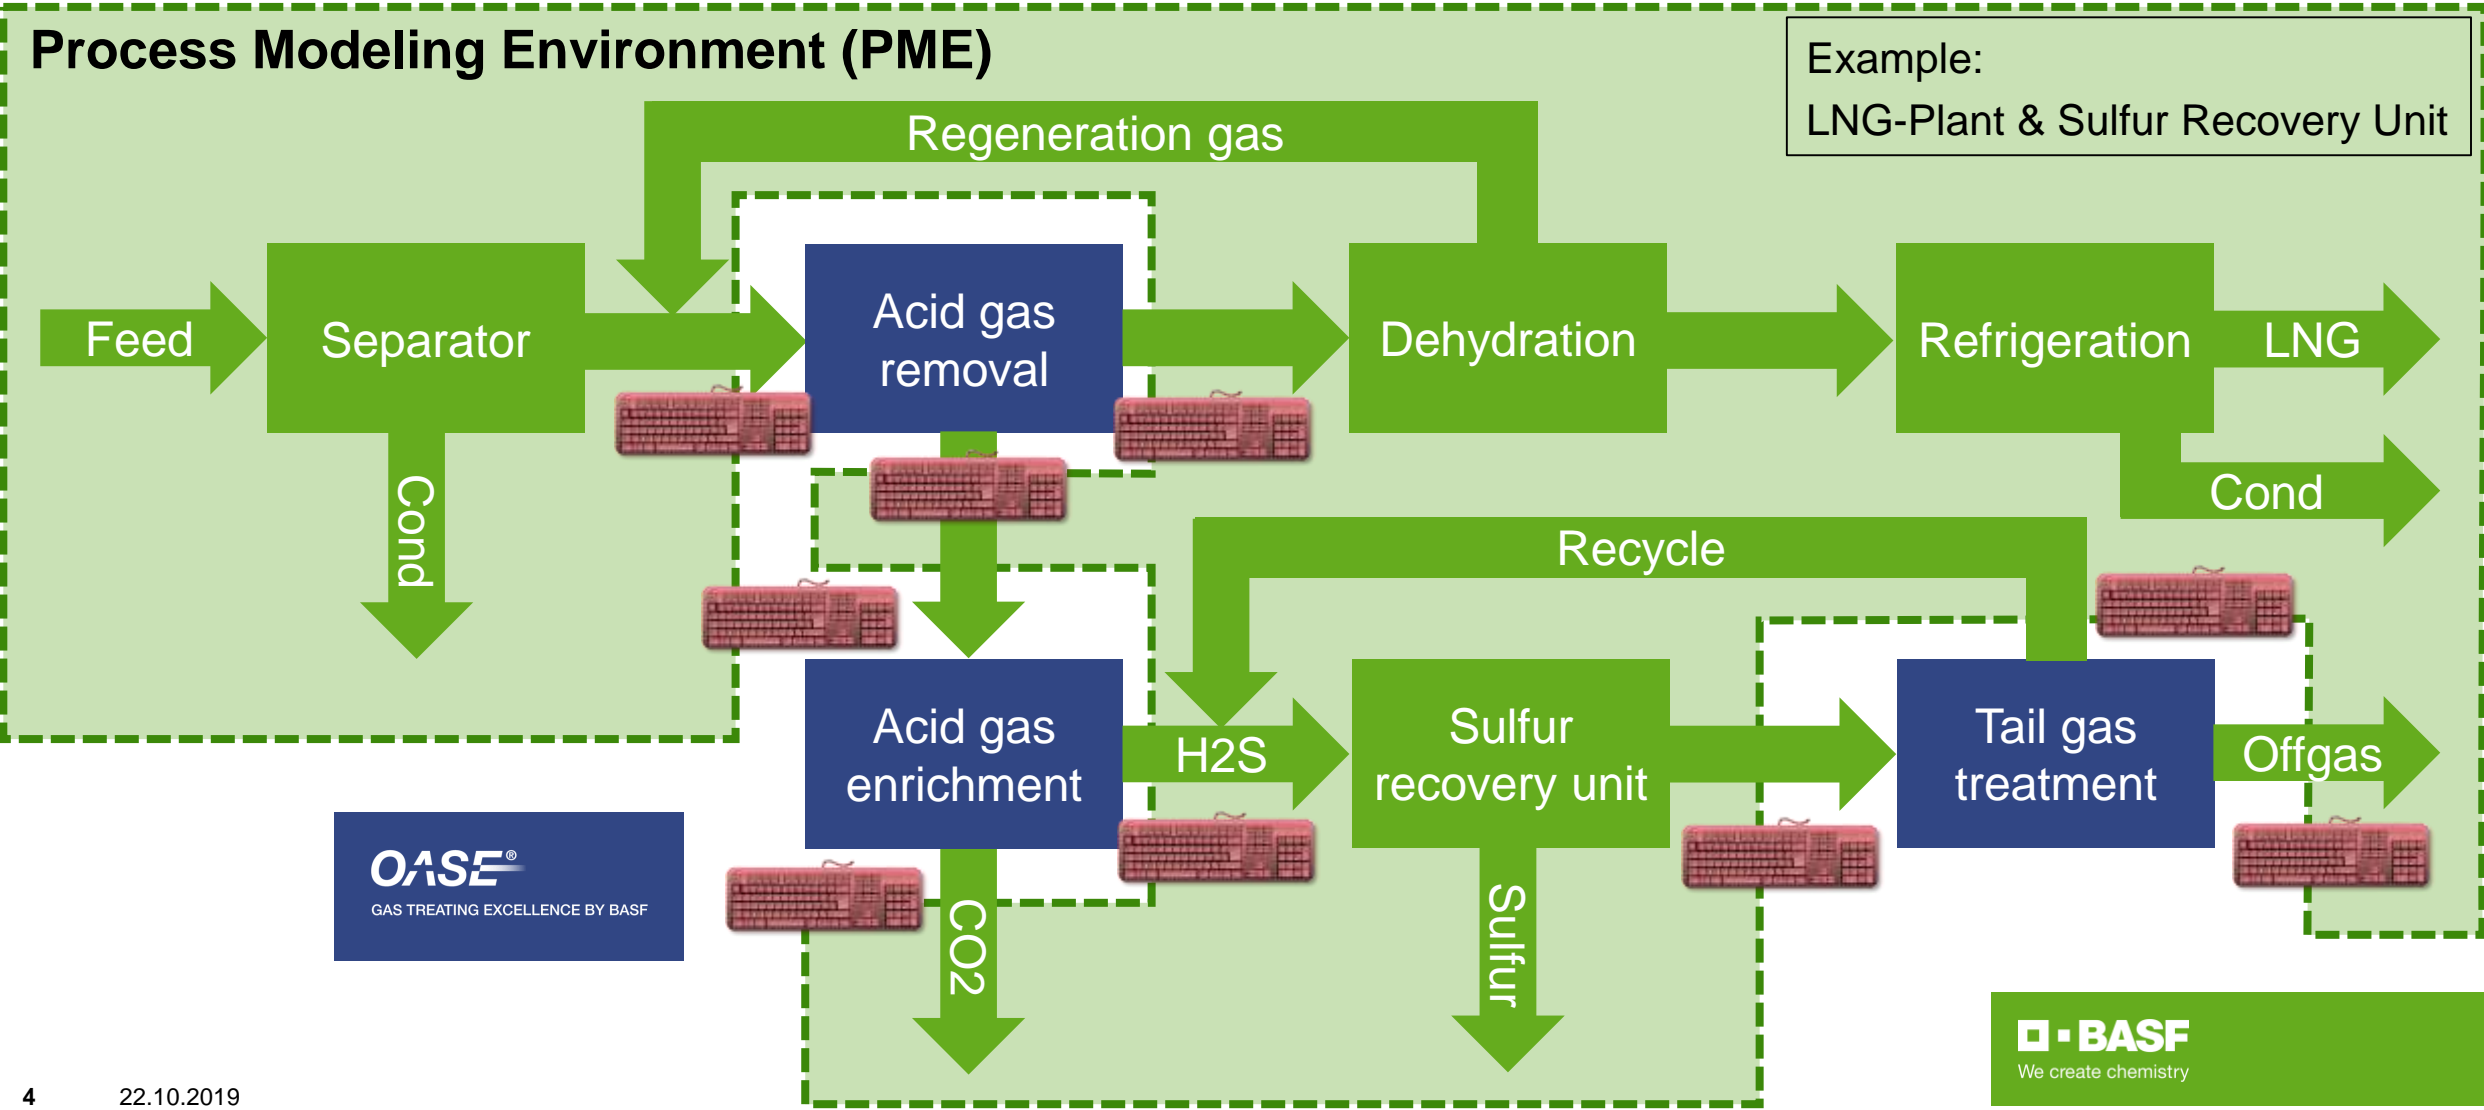 Process Modeling Environment (PME)
Example:
LNG-Plant & Sulfur Recovery Unit
Regeneration gas
Feed
Separator
Acid gas
removal
Dehydration
Refrigeration
LNG
Cond
Cond
Recycle
Acid gas
enrichment
H2S
Sulfur
recovery unit
Tail gas
treatment
Offgas
CO2
Sulfur
OASE®
GAS TREATING EXCELLENCE BY BASF
BASF
We create chemistry
4
22.10.2019